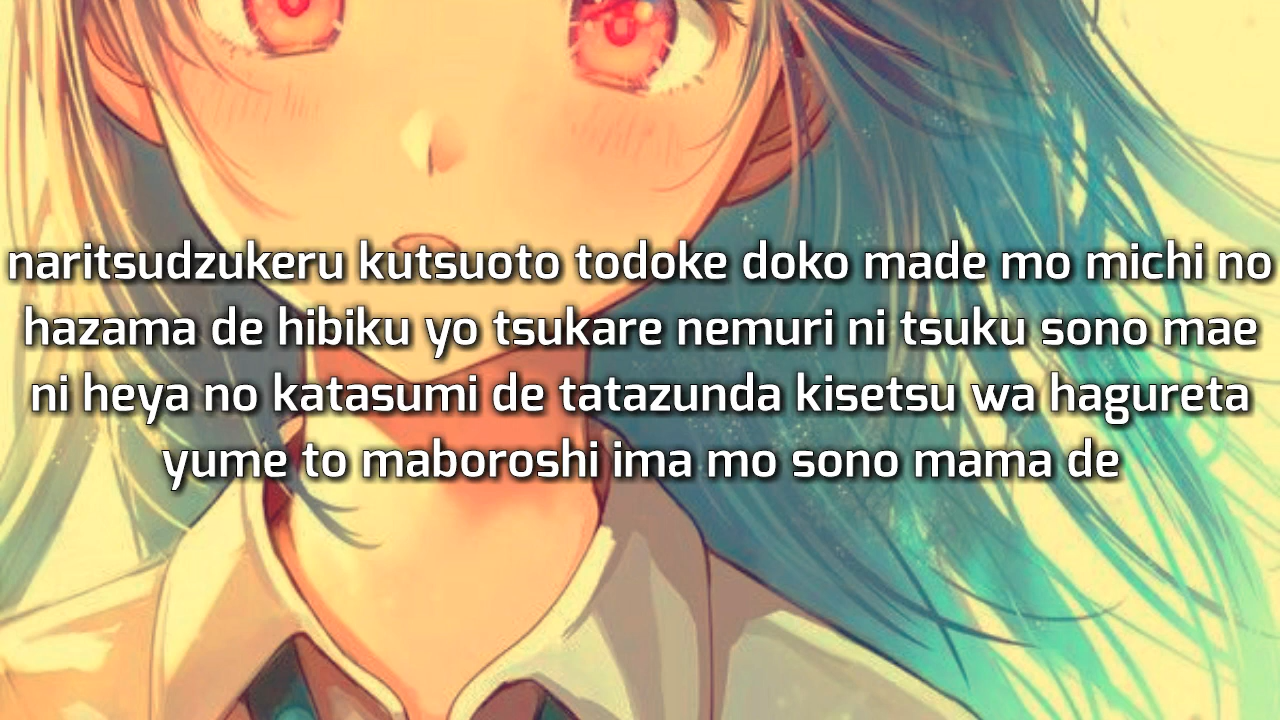 naritsudzukeru kutsuoto todoke doko made mo michi no
hazama de hibiku yo tsukare nemuri ni tsuku sono mae
ni heya no katasumi de tatazunda kisetsu wa hagureta
yume to maboroshi ima mo sono mama de